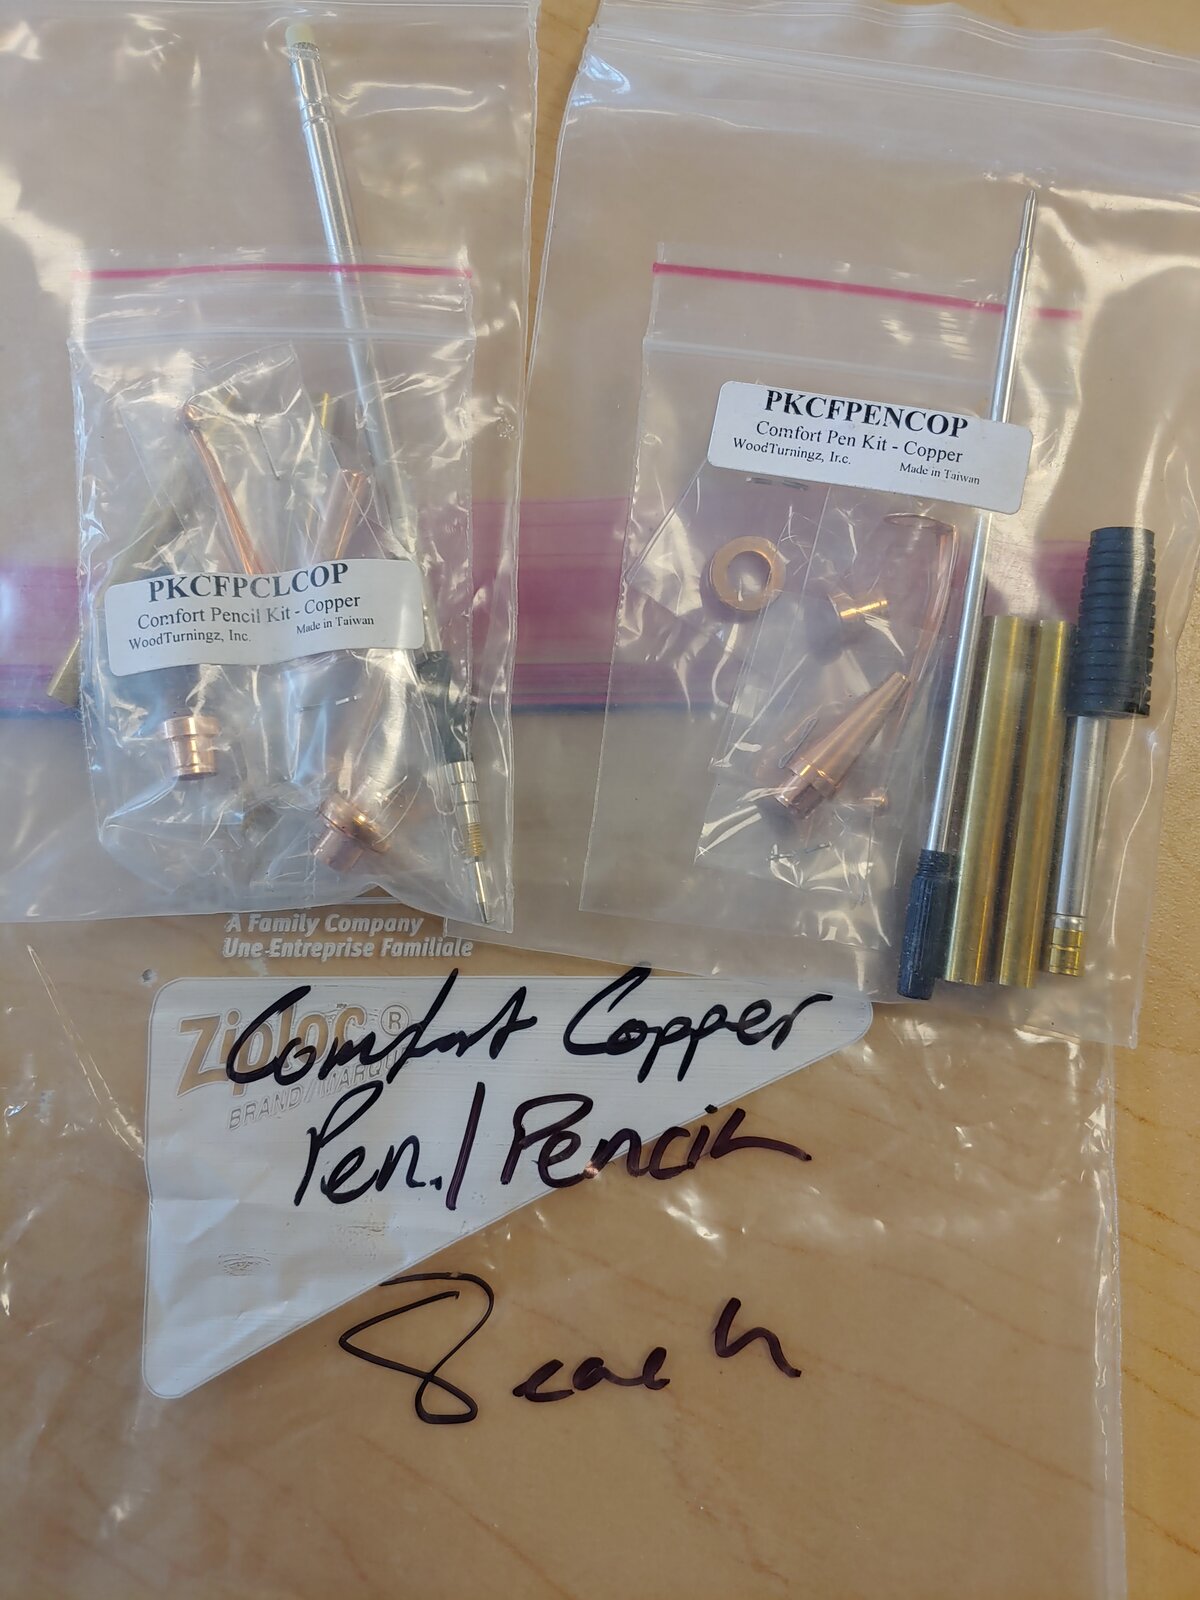 PKCFPENCOP
Comfort Pen Kit - Copper
WoodTurningz, Inc. Made in Taiwan
PKCFPCLCOP
Comfort Pencil Kit - Copper
WoodTurningz, Inc. Made in Taiwan
A Family Company
Une Entreprise Familiale
Ziploc®
BRAND/MARQUE
Comfort Copper
Pen./Pencil
8 each